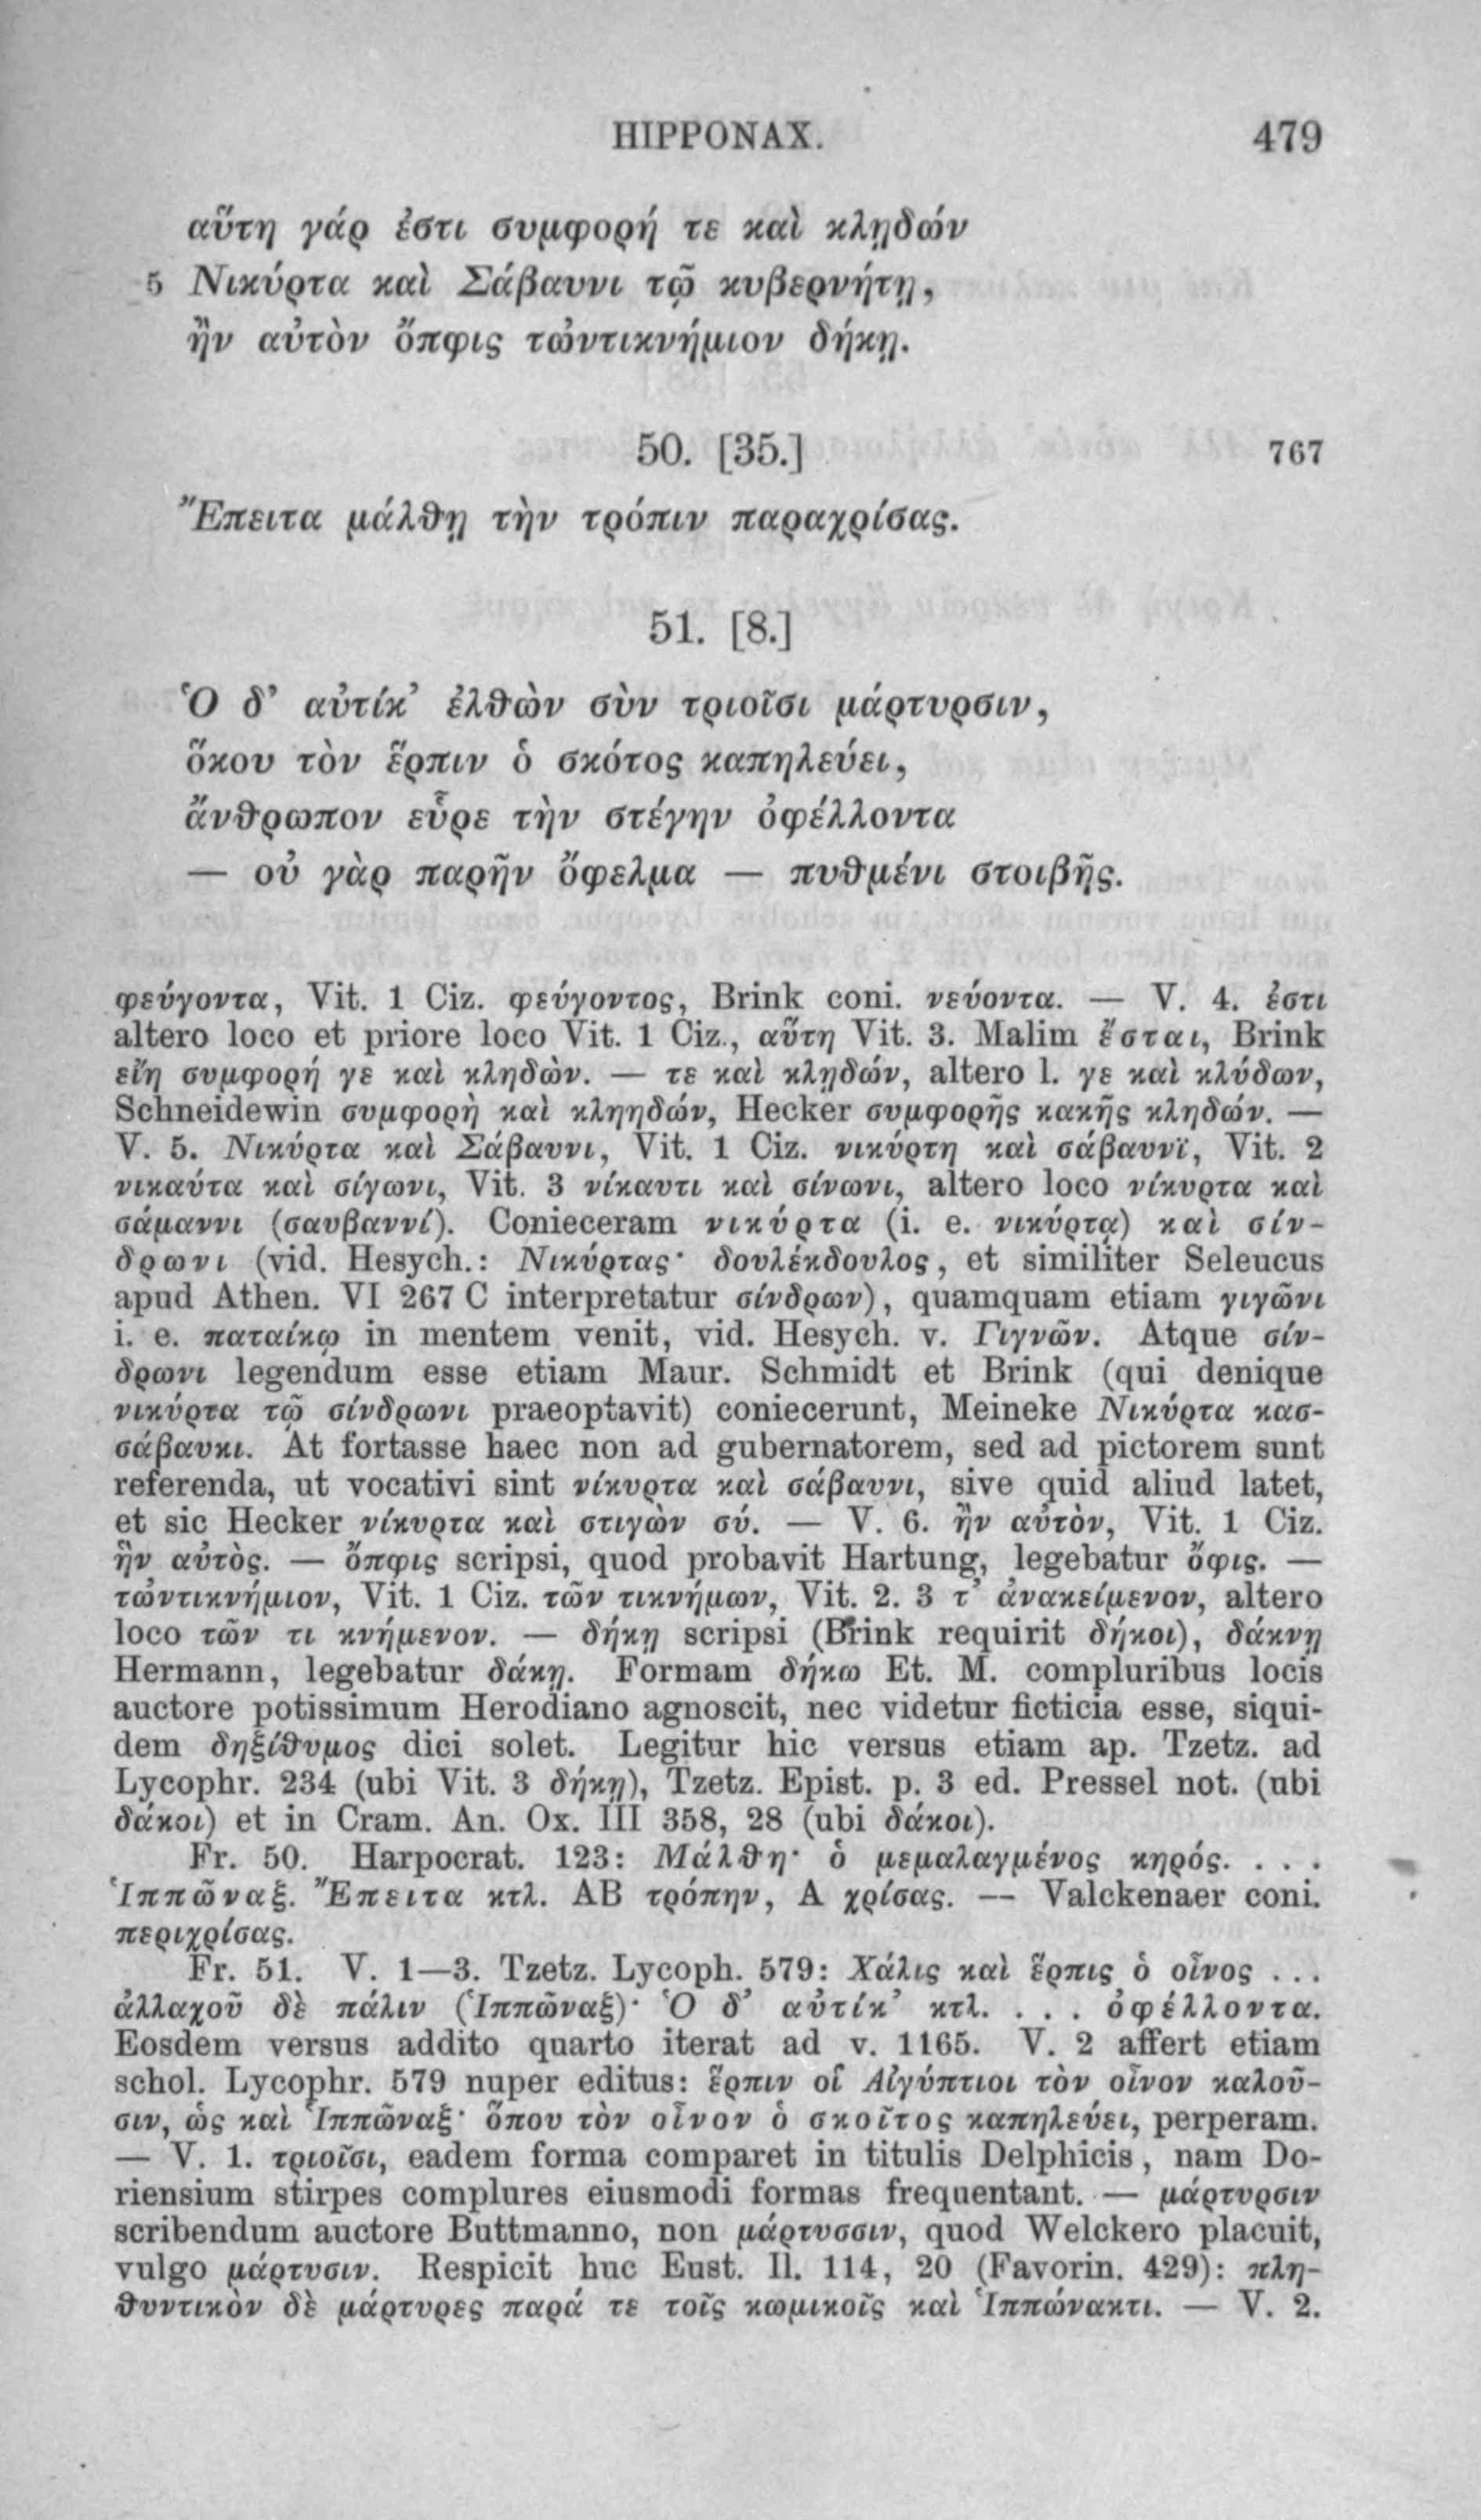 HIPPONAX. 479
αὕτη γάρ ἐστι συμφορή τε καὶ κληδών
5 Νικύρτα καὶ Σάβαυνι τῷ κυβερνήτῃ,
ἢν αὐτὸν ὄπφις τὠντικνήμιον δήκῃ.
50. [35.] 767
Ἔπειτα μάλθῃ τὴν τρόπιν παραχρίσας.
51. [8.]
Ὁ δ’ αὐτίκ’ ἐλθὼν σὺν τριοῖσι μάρτυρσιν,
ὅκου τὸν ἕρπιν ὁ σκότος καπηλεύει,
ἄνθρωπον εὗρε τὴν στέγην ὀφέλλοντα
— οὐ γὰρ παρῆν ὄφελμα — πυθμένι στοιβῆς.
φεύγοντα, Vit. 1 Ciz. φεύγοντος, Brink coni. νεύοντα. — V. 4. ἐστι
altero loco et priore loco Vit. 1 Ciz., αὕτη Vit. 3. Malim ἔσται, Brink
εἴη συμφορή γε καὶ κληδὼν. — τε καὶ κληδών, altero l. γε καὶ κλύδων,
Schneidewin συμφορὴ καὶ κληηδών, Hecker συμφορῆς κακῆς κληδών. —
V. 5. Νικύρτα καὶ Σάβαυνι, Vit. 1 Ciz. νικύρτη καὶ σάβαυνϊ, Vit. 2
νικαύτα καὶ σίγωνι, Vit. 3 νίκαυτι καὶ σίνωνι, altero loco νίκυρτα καὶ
σάμαννι (σαυβαννί). Conieceram νικύρτα (i. e. νικύρτᾳ) καὶ σίν-
δρωνι (vid. Hesych.: Νικύρτας· δουλέκδουλος, et similiter Seleucus
apud Athen. VI 267 C interpretatur σίνδρων), quamquam etiam γιγῶνι
i. e. παταίκῳ in mentem venit, vid. Hesych. v. Γιγνῶν. Atque σίν-
δρωνι legendum esse etiam Maur. Schmidt et Brink (qui denique
νικύρτα τῷ σίνδρωνι praeoptavit) coniecerunt, Meineke Νικύρτα κασ-
σάβαυκι. At fortasse haec non ad gubernatorem, sed ad pictorem sunt
referenda, ut vocativi sint νίκυρτα καὶ σάβαυνι, sive quid aliud latet,
et sic Hecker νίκυρτα καὶ στιγὼν σύ. — V. 6. ἢν αὐτὸν, Vit. 1 Ciz.
ἢν αὐτὸς. — ὄπφις scripsi, quod probavit Hartung, legebatur ὄφις. —
τὠντικνήμιον, Vit. 1 Ciz. τῶν τικνήμων, Vit. 2. 3 τ’ ἀνακείμενον, altero
loco τῶν τι κνήμενον. — δήκῃ scripsi (Brink requirit δήκοι), δάκνῃ
Hermann, legebatur δάκῃ. Formam δήκω Et. M. compluribus locis
auctore potissimum Herodiano agnoscit, nec videtur ficticia esse, siqui-
dem δηξίθυμος dici solet. Legitur hic versus etiam ap. Tzetz. ad
Lycophr. 234 (ubi Vit. 3 δήκῃ), Tzetz. Epist. p. 3 ed. Pressel not. (ubi
δάκοι) et in Cram. An. Ox. III 358, 28 (ubi δάκοι).
Fr. 50. Harpocrat. 123: Μάλθη· ὁ μεμαλαγμένος κηρός. . . .
Ἱππῶναξ. Ἔπειτα κτλ. AB τρόπην, A χρίσας. — Valckenaer coni.
περιχρίσας.
Fr. 51. V. 1—3. Tzetz. Lycoph. 579: Χάλις καὶ ἕρπις ὁ οἶνος ...
ἀλλαχοῦ δὲ πάλιν (Ἱππῶναξ)· Ὁ δ’ αὐτίκ’ κτλ. . . . ὀφέλλοντα.
Eosdem versus addito quarto iterat ad v. 1165. V. 2 affert etiam
schol. Lycophr. 579 nuper editus: ἕρπιν οἱ Αἰγύπτιοι τὸν οἶνον καλοῦ-
σιν, ὡς καὶ Ἱππῶναξ· ὅπου τὸν οἶνον ὁ σκοῖτος καπηλεύει, perperam.
— V. 1. τριοῖσι, eadem forma comparet in titulis Delphicis, nam Do-
riensium stirpes complures eiusmodi formas frequentant. — μάρτυρσιν
scribendum auctore Buttmanno, non μάρτυσσιν, quod Welckero placuit,
vulgo μάρτυσιν. Respicit huc Eust. Il. 114, 20 (Favorin. 429): πλη-
θυντικὸν δὲ μάρτυρες παρά τε τοῖς κωμικοῖς καὶ Ἱππώνακτι. — V. 2.